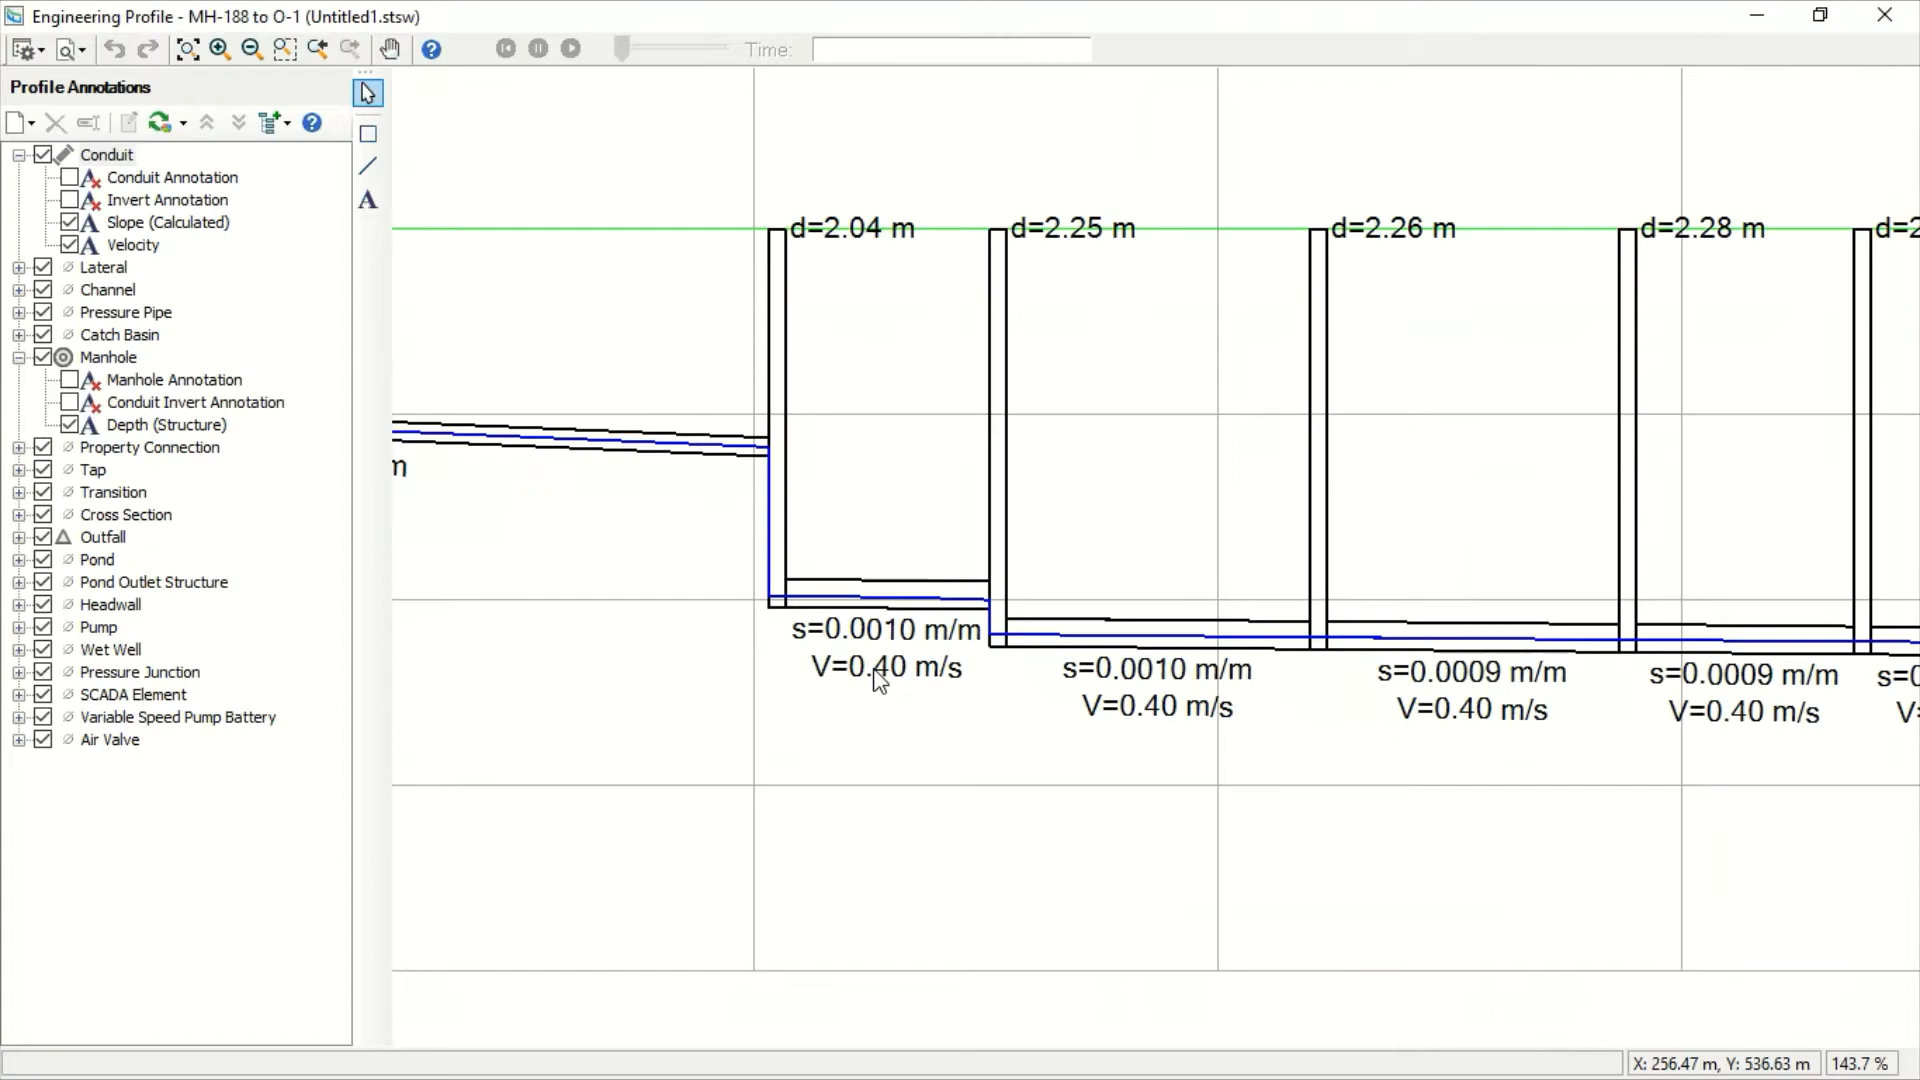 Engineering Profile - MH-188 to O-1 (Untitled1.stsw)
Time:
Profile Annotations
Conduit
Conduit Annotation
Invert Annotation
Slope (Calculated)
Velocity
Lateral
Channel
Pressure Pipe
Catch Basin
Manhole
Manhole Annotation
Conduit Invert Annotation
Depth (Structure)
Property Connection
Tap
Transition
Cross Section
Outfall
Pond
Pond Outlet Structure
Headwall
Pump
Wet Well
Pressure Junction
SCADA Element
Variable Speed Pump Battery
Air Valve
A
d=2.04 m d=2.25 m d=2.26 m d=2.28 m d=2
m
s=0.0010 m/m s=0.0010 m/m s=0.0009 m/m s=0.0009 m/m s=0
V=0.40 m/s V=0.40 m/s V=0.40 m/s V=0.40 m/s V=
X: 256.47 m, Y: 536.63 m 143.7 %